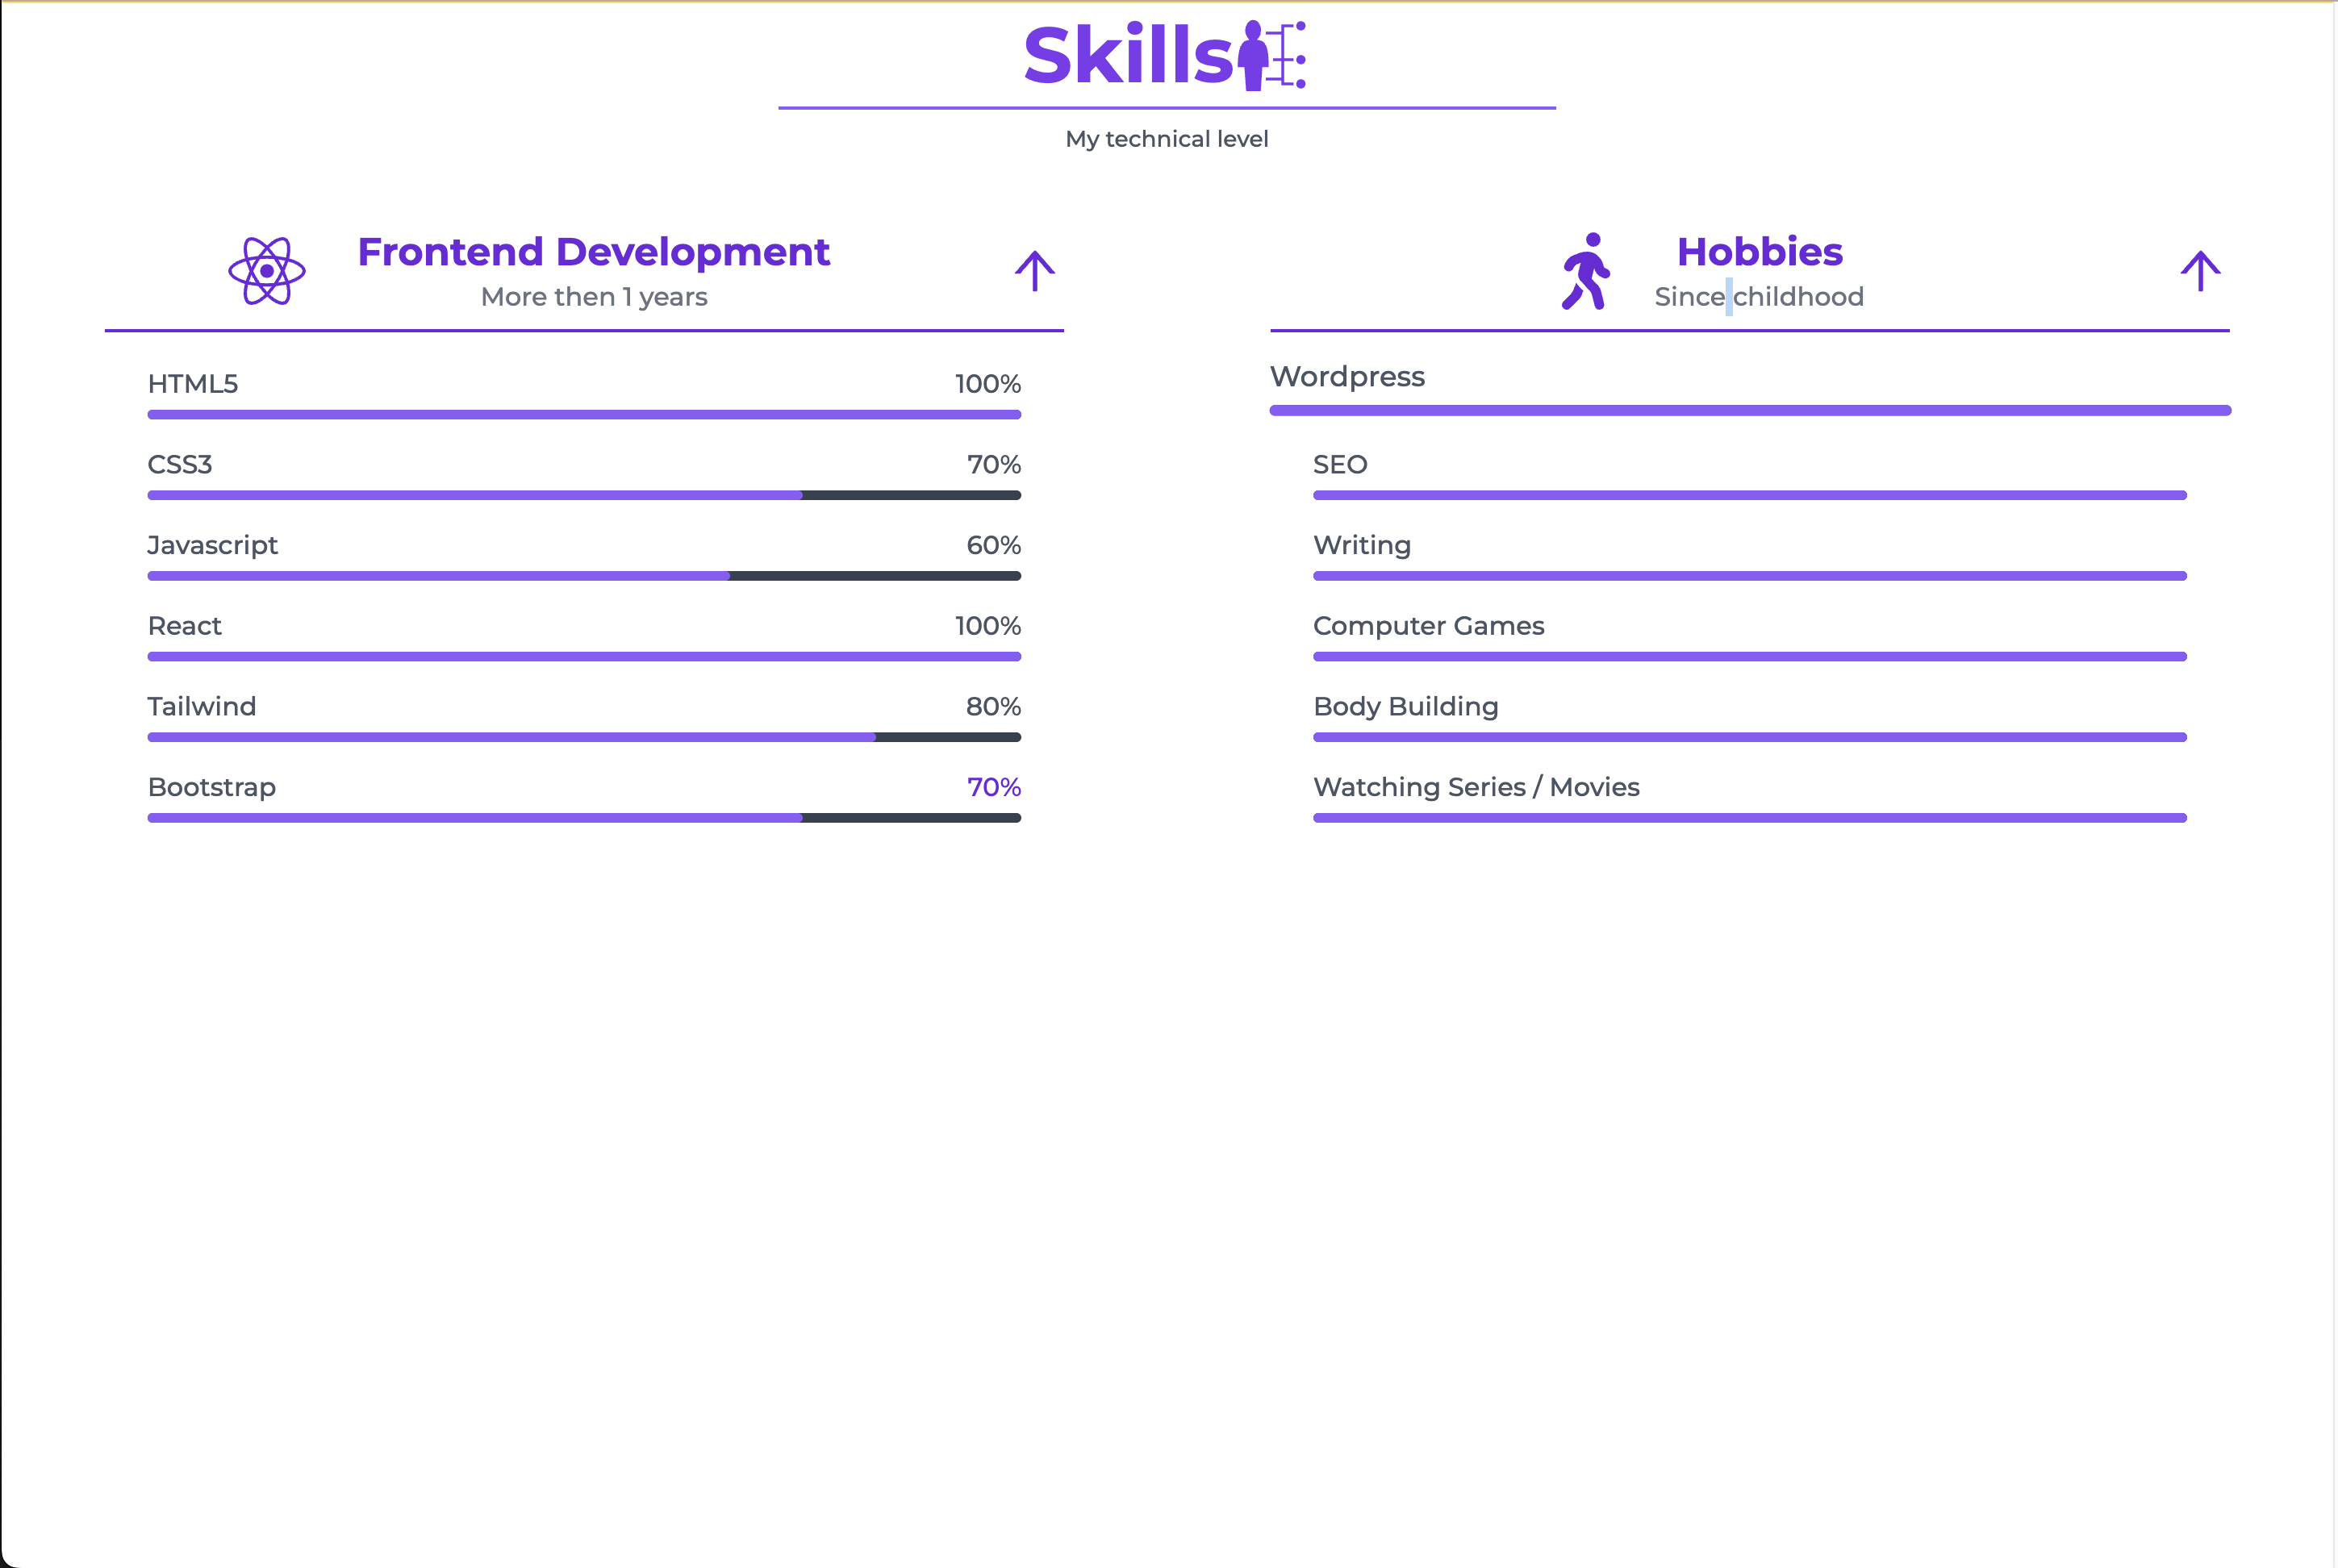 Skills
My technical level
Frontend Development
More then 1 years
HTML5 100%
CSS3 70%
Javascript 60%
React 100%
Tailwind 80%
Bootstrap 70%
Hobbies
Since childhood
Wordpress
SEO
Writing
Computer Games
Body Building
Watching Series / Movies